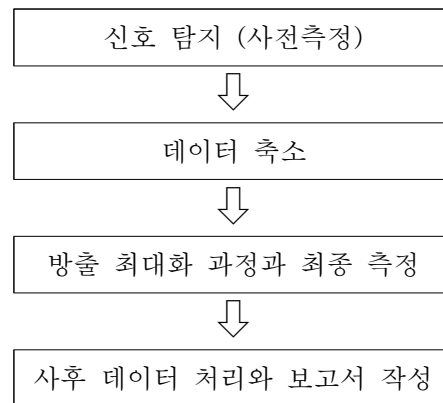 신호 탐지 (사전측정)
데이터 축소
방출 최대화 과정과 최종 측정
사후 데이터 처리와 보고서 작성